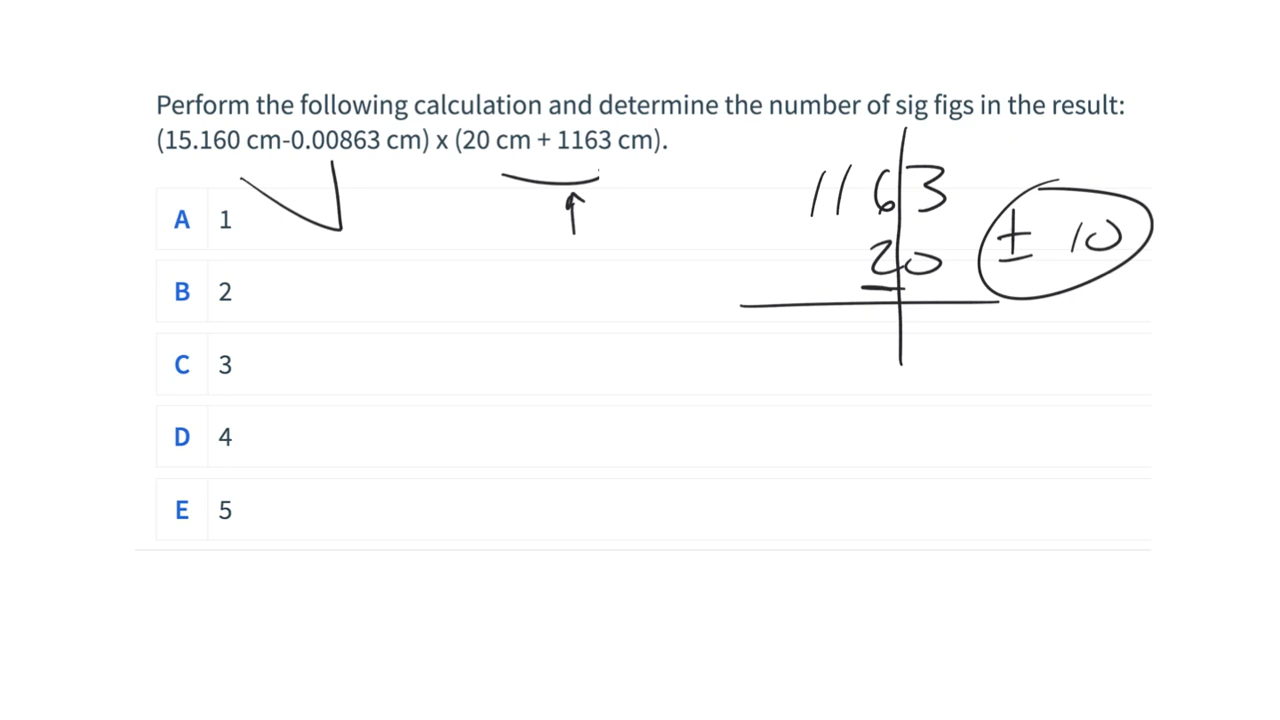 Perform the following calculation and determine the number of sig figs in the result:
(15.160 cm-0.00863 cm) x (20 cm + 1163 cm).
1163
20
± 10
A 1
B 2
C 3
D 4
E 5